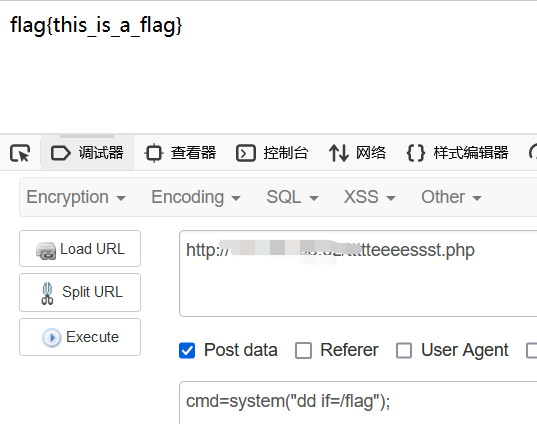 flag{this_is_a_flag}
调试器 查看器 控制台 网络 样式编辑器
Encryption Encoding SQL XSS Other
Load URL
http://
tttteeeessst.php
Split URL
Execute
Post data Referer User Agent
cmd=system("dd if=/flag");